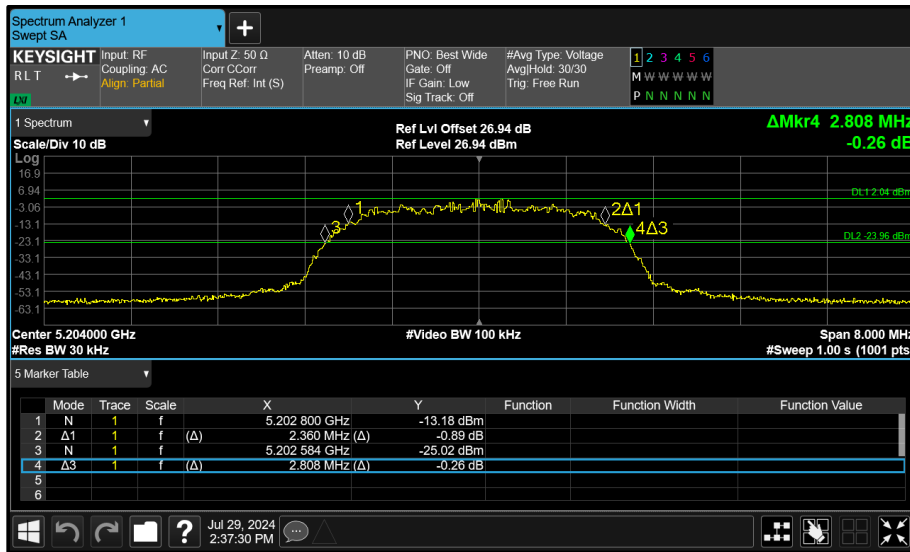 Spectrum Analyzer 1
Swept SA
+
KEYSIGHT Input: RF Input Z: 50 Ω Atten: 10 dB PNO: Best Wide #Avg Type: Voltage 1 2 3 4 5 6
RLT Coupling: AC Corr CCorr Preamp: Off Gate: Off Avg|Hold: 30/30 M W W W W W
Align: Partial Freq Ref: Int (S) IF Gain: Low Trig: Free Run P N N N N N
LXI Sig Track: Off
1 Spectrum Ref Lvl Offset 26.94 dB ΔMkr4 2.808 MHz
Scale/Div 10 dB Ref Level 26.94 dBm -0.26 dB
Log
16.9
6.94 DL1 2.04 dBm
-3.06 1 2Δ1
-13.1 3 4Δ3
-23.1 DL2 -23.96 dBm
-33.1
-43.1
-53.1
-63.1
Center 5.204000 GHz #Video BW 100 kHz Span 8.000 MHz
#Res BW 30 kHz #Sweep 1.00 s (1001 pts
5 Marker Table
Mode Trace Scale X Y Function Function Width Function Value
1 N 1 f 5.202 800 GHz -13.18 dBm
2 Δ1 1 f (Δ) 2.360 MHz (Δ) -0.89 dB
3 N 1 f 5.202 584 GHz -25.02 dBm
4 Δ3 1 f (Δ) 2.808 MHz (Δ) -0.26 dB
5
6
? Jul 29, 2024
2:37:30 PM